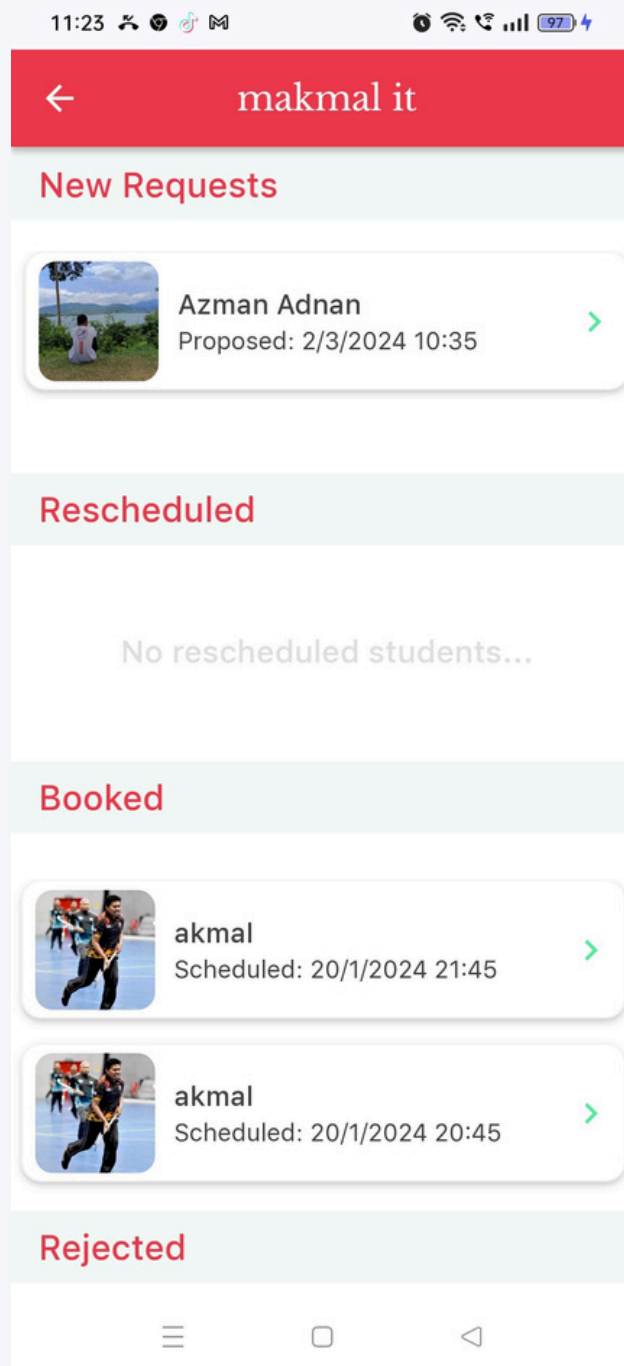 11:23
97
makmal it
New Requests
Azman Adnan
Proposed: 2/3/2024 10:35
Rescheduled
No rescheduled students...
Booked
akmal
Scheduled: 20/1/2024 21:45
akmal
Scheduled: 20/1/2024 20:45
Rejected